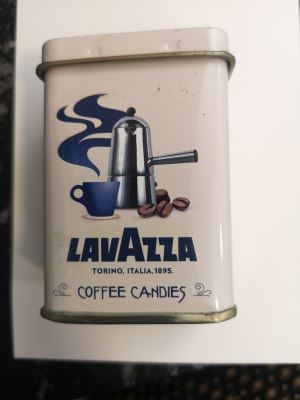 LAVAZZA
TORINO, ITALIA, 1895.
COFFEE CANDIES